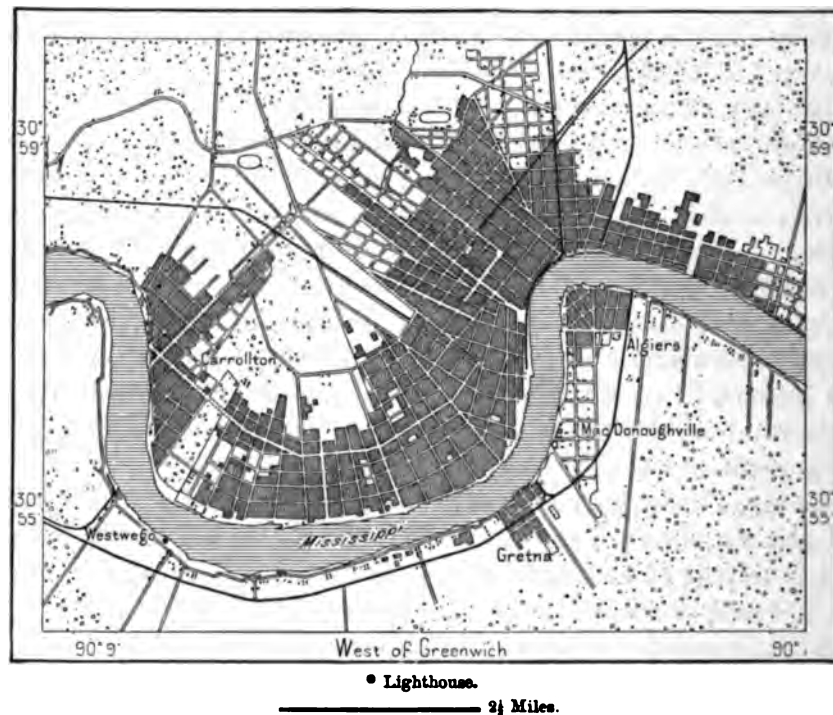 30°
59'
30°
59'
Carrollton
Algiers
MacDonoughville
30°
55'
30°
55'
Westwego
Mississippi
Gretna
90° 9'
West of Greenwich
90°
• Lighthouse.
2½ Miles.